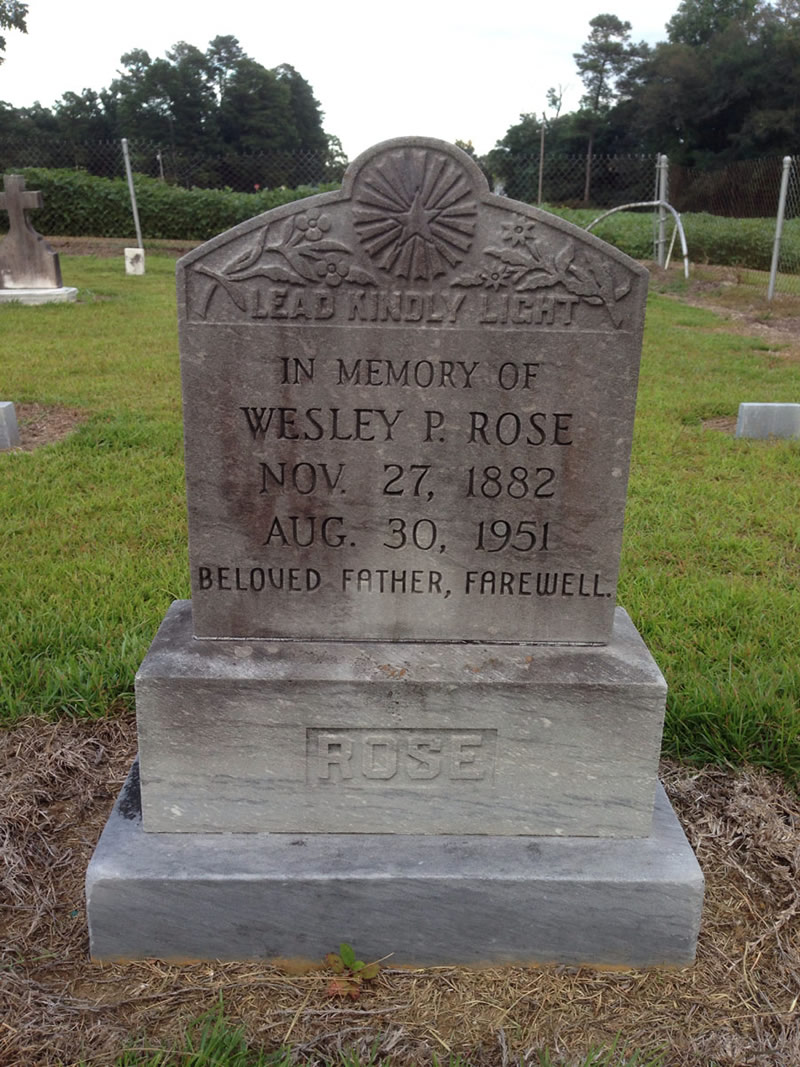 LEAD KINDLY LIGHT
IN MEMORY OF
WESLEY P. ROSE
NOV. 27, 1882
AUG. 30, 1951
BELOVED FATHER, FAREWELL.
ROSE